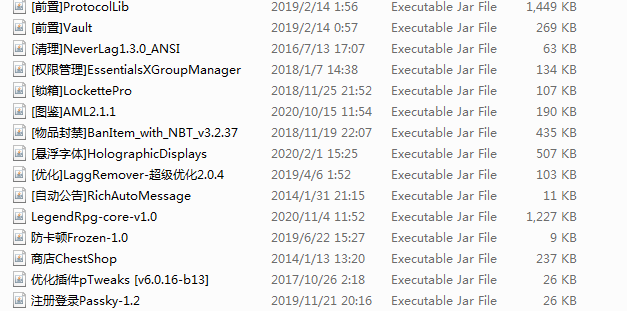 [前置]ProtocolLib 2019/2/14 1:56 Executable Jar File 1,449 KB
[前置]Vault 2019/2/14 0:57 Executable Jar File 269 KB
[清理]NeverLag1.3.0_ANSI 2016/7/13 17:07 Executable Jar File 63 KB
[权限管理]EssentialsXGroupManager 2018/1/7 14:38 Executable Jar File 134 KB
[锁箱]LockettePro 2018/11/25 21:52 Executable Jar File 107 KB
[图鉴]AML2.1.1 2020/10/15 11:54 Executable Jar File 190 KB
[物品封禁]BanItem_with_NBT_v3.2.37 2018/11/19 22:07 Executable Jar File 435 KB
[悬浮字体]HolographicDisplays 2020/2/1 15:25 Executable Jar File 507 KB
[优化]LaggRemover-超级优化2.0.4 2019/4/6 1:52 Executable Jar File 103 KB
[自动公告]RichAutoMessage 2014/1/31 21:15 Executable Jar File 11 KB
LegendRpg-core-v1.0 2020/11/4 11:52 Executable Jar File 1,227 KB
防卡顿Frozen-1.0 2019/6/22 15:27 Executable Jar File 9 KB
商店ChestShop 2014/1/13 13:20 Executable Jar File 237 KB
优化插件pTweaks [v6.0.16-b13] 2017/10/26 2:18 Executable Jar File 26 KB
注册登录Passky-1.2 2019/11/21 20:16 Executable Jar File 26 KB